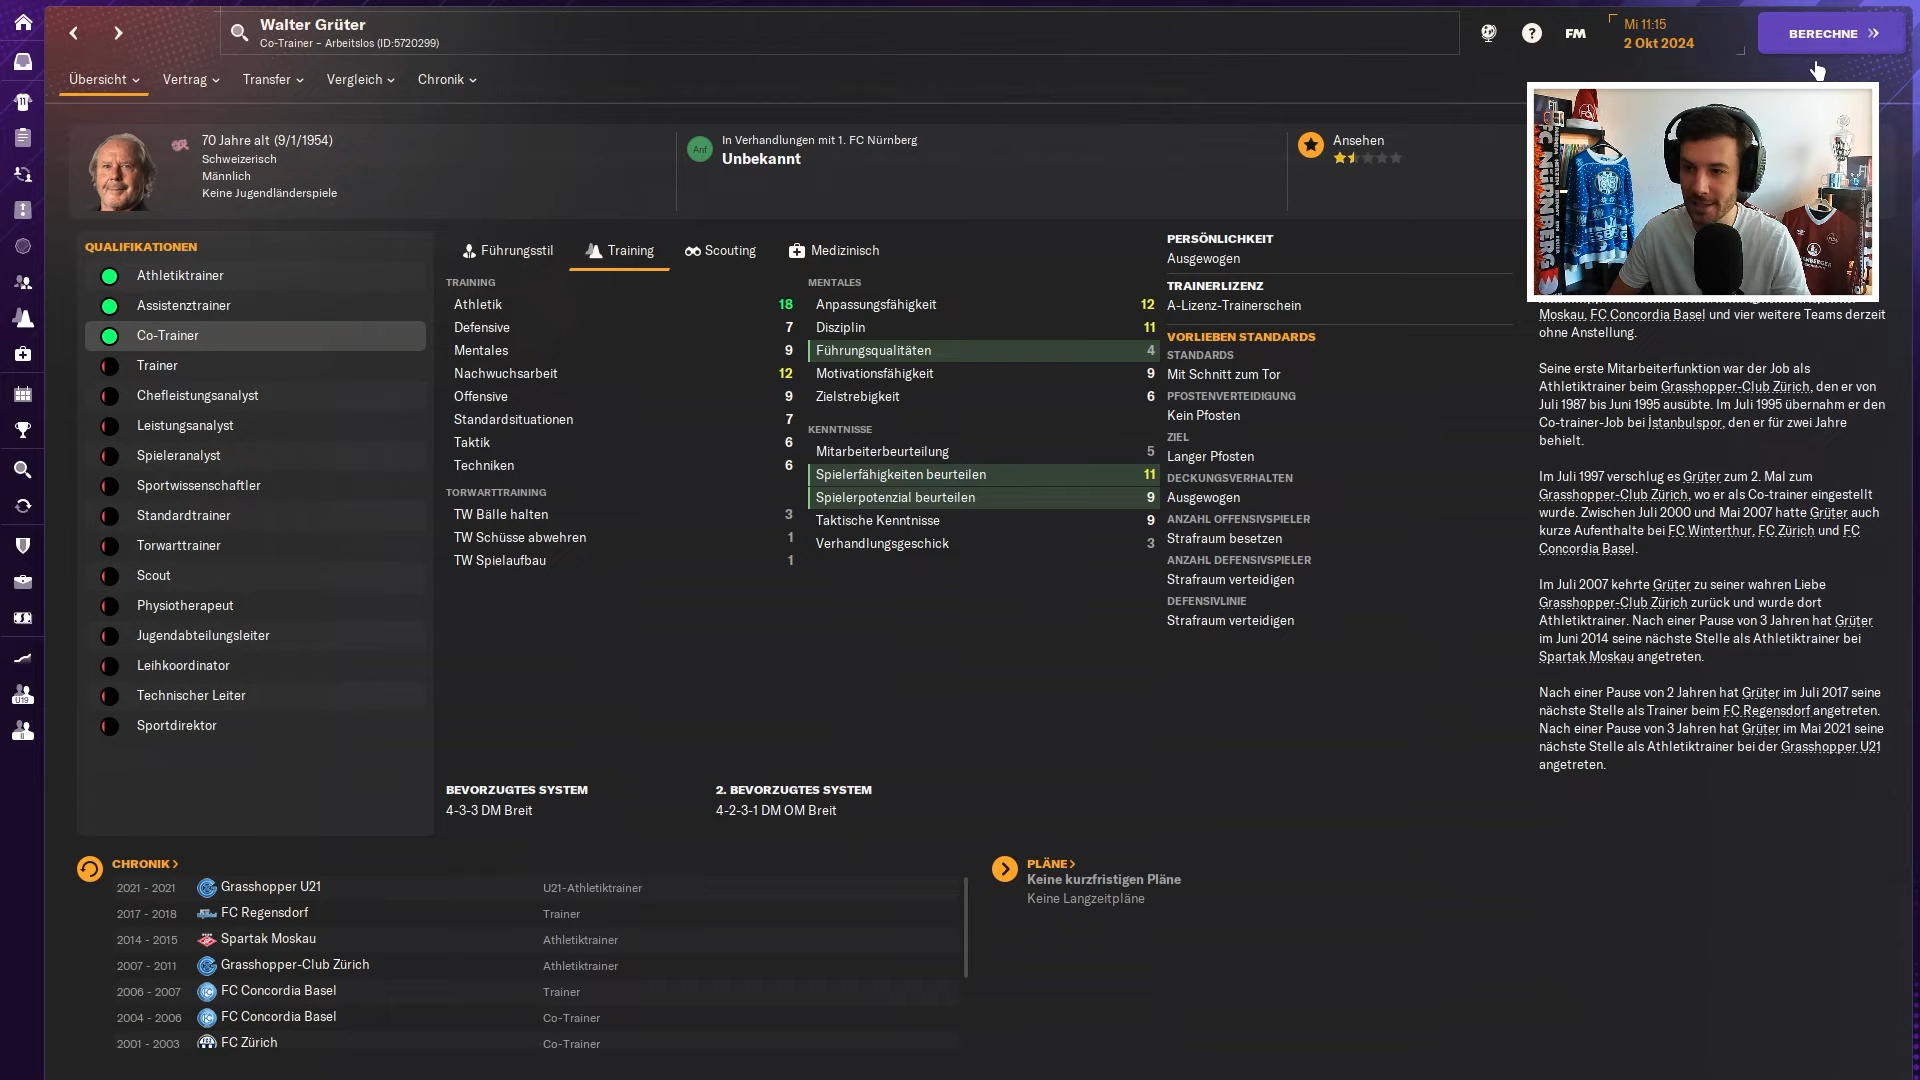 Walter Grüter
Co-Trainer – Arbeitslos (ID:5720299)
FM
Mi 11:15
2 Okt 2024
BERECHNE
Übersicht
Vertrag
Transfer
Vergleich
Chronik
70 Jahre alt (9/1/1954)
Schweizerisch
Männlich
Keine Jugendländerspiele
Anf
In Verhandlungen mit 1. FC Nürnberg
Unbekannt
Ansehen
QUALIFIKATIONEN
Athletiktrainer
Assistenztrainer
Co-Trainer
Trainer
Chefleistungsanalyst
Leistungsanalyst
Spieleranalyst
Sportwissenschaftler
Standardtrainer
Torwarttrainer
Scout
Physiotherapeut
Jugendabteilungsleiter
Leihkoordinator
Technischer Leiter
Sportdirektor
Führungsstil
Training
Scouting
Medizinisch
TRAINING
Athletik 18
Defensive 7
Mentales 9
Nachwuchsarbeit 12
Offensive 9
Standardsituationen 7
Taktik 6
Techniken 6
TORWARTTRAINING
TW Bälle halten 3
TW Schüsse abwehren 1
TW Spielaufbau 1
MENTALES
Anpassungsfähigkeit 12
Disziplin 11
Führungsqualitäten 4
Motivationsfähigkeit 9
Zielstrebigkeit 6
KENNTNISSE
Mitarbeiterbeurteilung 5
Spielerfähigkeiten beurteilen 11
Spielerpotenzial beurteilen 9
Taktische Kenntnisse 9
Verhandlungsgeschick 3
BEVORZUGTES SYSTEM
4-3-3 DM Breit
2. BEVORZUGTES SYSTEM
4-2-3-1 DM OM Breit
PERSÖNLICHKEIT
Ausgewogen
TRAINERLIZENZ
A-Lizenz-Trainerschein
VORLIEBEN STANDARDS
STANDARDS
Mit Schnitt zum Tor
PFOSTENVERTEIDIGUNG
Kein Pfosten
ZIEL
Langer Pfosten
DECKUNGSVERHALTEN
Ausgewogen
ANZAHL OFFENSIVSPIELER
Strafraum besetzen
ANZAHL DEFENSIVSPIELER
Strafraum verteidigen
DEFENSIVLINIE
Strafraum verteidigen
FC NÜRNBERG
Moskau, FC Concordia Basel und vier weitere Teams derzeit
ohne Anstellung.
Seine erste Mitarbeiterfunktion war der Job als
Athletiktrainer beim Grasshopper-Club Zürich, den er von
Juli 1987 bis Juni 1995 ausübte. Im Juli 1995 übernahm er den
Co-trainer-Job bei İstanbulspor, den er für zwei Jahre
behielt.
Im Juli 1997 verschlug es Grüter zum 2. Mal zum
Grasshopper-Club Zürich, wo er als Co-trainer eingestellt
wurde. Zwischen Juli 2000 und Mai 2007 hatte Grüter auch
kurze Aufenthalte bei FC Winterthur, FC Zürich und FC
Concordia Basel.
Im Juli 2007 kehrte Grüter zu seiner wahren Liebe
Grasshopper-Club Zürich zurück und wurde dort
Athletiktrainer. Nach einer Pause von 3 Jahren hat Grüter
im Juni 2014 seine nächste Stelle als Athletiktrainer bei
Spartak Moskau angetreten.
Nach einer Pause von 2 Jahren hat Grüter im Juli 2017 seine
nächste Stelle als Trainer beim FC Regensdorf angetreten.
Nach einer Pause von 3 Jahren hat Grüter im Mai 2021 seine
nächste Stelle als Athletiktrainer bei der Grasshopper U21
angetreten.
CHRONIK
2021 - 2021 Grasshopper U21 U21-Athletiktrainer
2017 - 2018 FC Regensdorf Trainer
2014 - 2015 Spartak Moskau Athletiktrainer
2007 - 2011 Grasshopper-Club Zürich Athletiktrainer
2006 - 2007 FC Concordia Basel Trainer
2004 - 2006 FC Concordia Basel Co-Trainer
2001 - 2003 FC Zürich Co-Trainer
PLÄNE
Keine kurzfristigen Pläne
Keine Langzeitpläne
U19
II